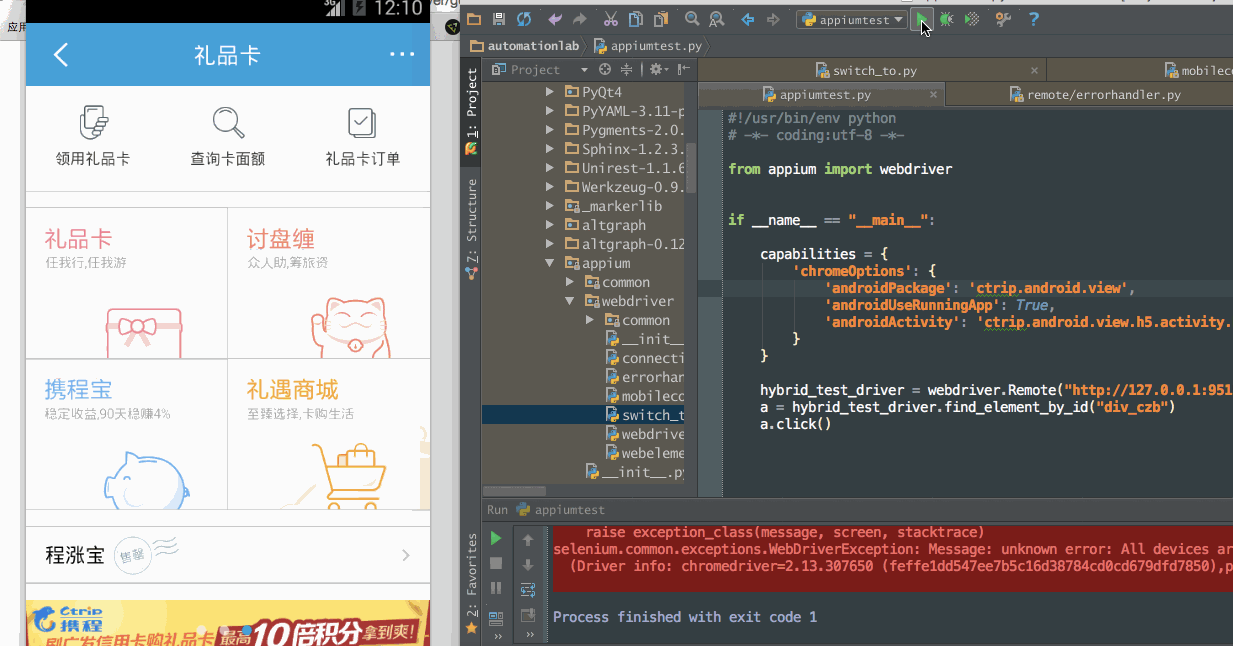 3G 12:10
应用
礼品卡
领用礼品卡
查询卡面额
礼品卡订单
礼品卡
任我行,任我游
讨盘缠
众人助,筹旅资
携程宝
稳定收益,90天稳赚4%
礼遇商城
至臻选择,卡购生活
程涨宝
售罄
Ctrip
携程
刷广发信用卡购礼品卡 最高10倍积分 拿到爽!
appiumtest
automationlab
appiumtest.py
1: Project
Z: Structure
2: Favorites
Project
PyQt4
PyYAML-3.11-p
Pygments-2.0.
Sphinx-1.2.3.
Unirest-1.1.6
Werkzeug-0.9.
_markerlib
altgraph
altgraph-0.12
appium
common
webdriver
common
__init__
connecti
errorhan
mobileco
switch_t
webdrive
webeleme
__init__.py
switch_to.py
mobileco
appiumtest.py
remote/errorhandler.py
#!/usr/bin/env python
# -*- coding:utf-8 -*-
from appium import webdriver
if __name__ == "__main__":
capabilities = {
'chromeOptions': {
'androidPackage': 'ctrip.android.view',
'androidUseRunningApp': True,
'androidActivity': 'ctrip.android.view.h5.activity.
}
}
hybrid_test_driver = webdriver.Remote("http://127.0.0.1:951
a = hybrid_test_driver.find_element_by_id("div_czb")
a.click()
Run appiumtest
raise exception_class(message, screen, stacktrace)
selenium.common.exceptions.WebDriverException: Message: unknown error: All devices ar
(Driver info: chromedriver=2.13.307650 (feffe1dd547ee7b5c16d38784cd0cd679dfd7850),p
Process finished with exit code 1